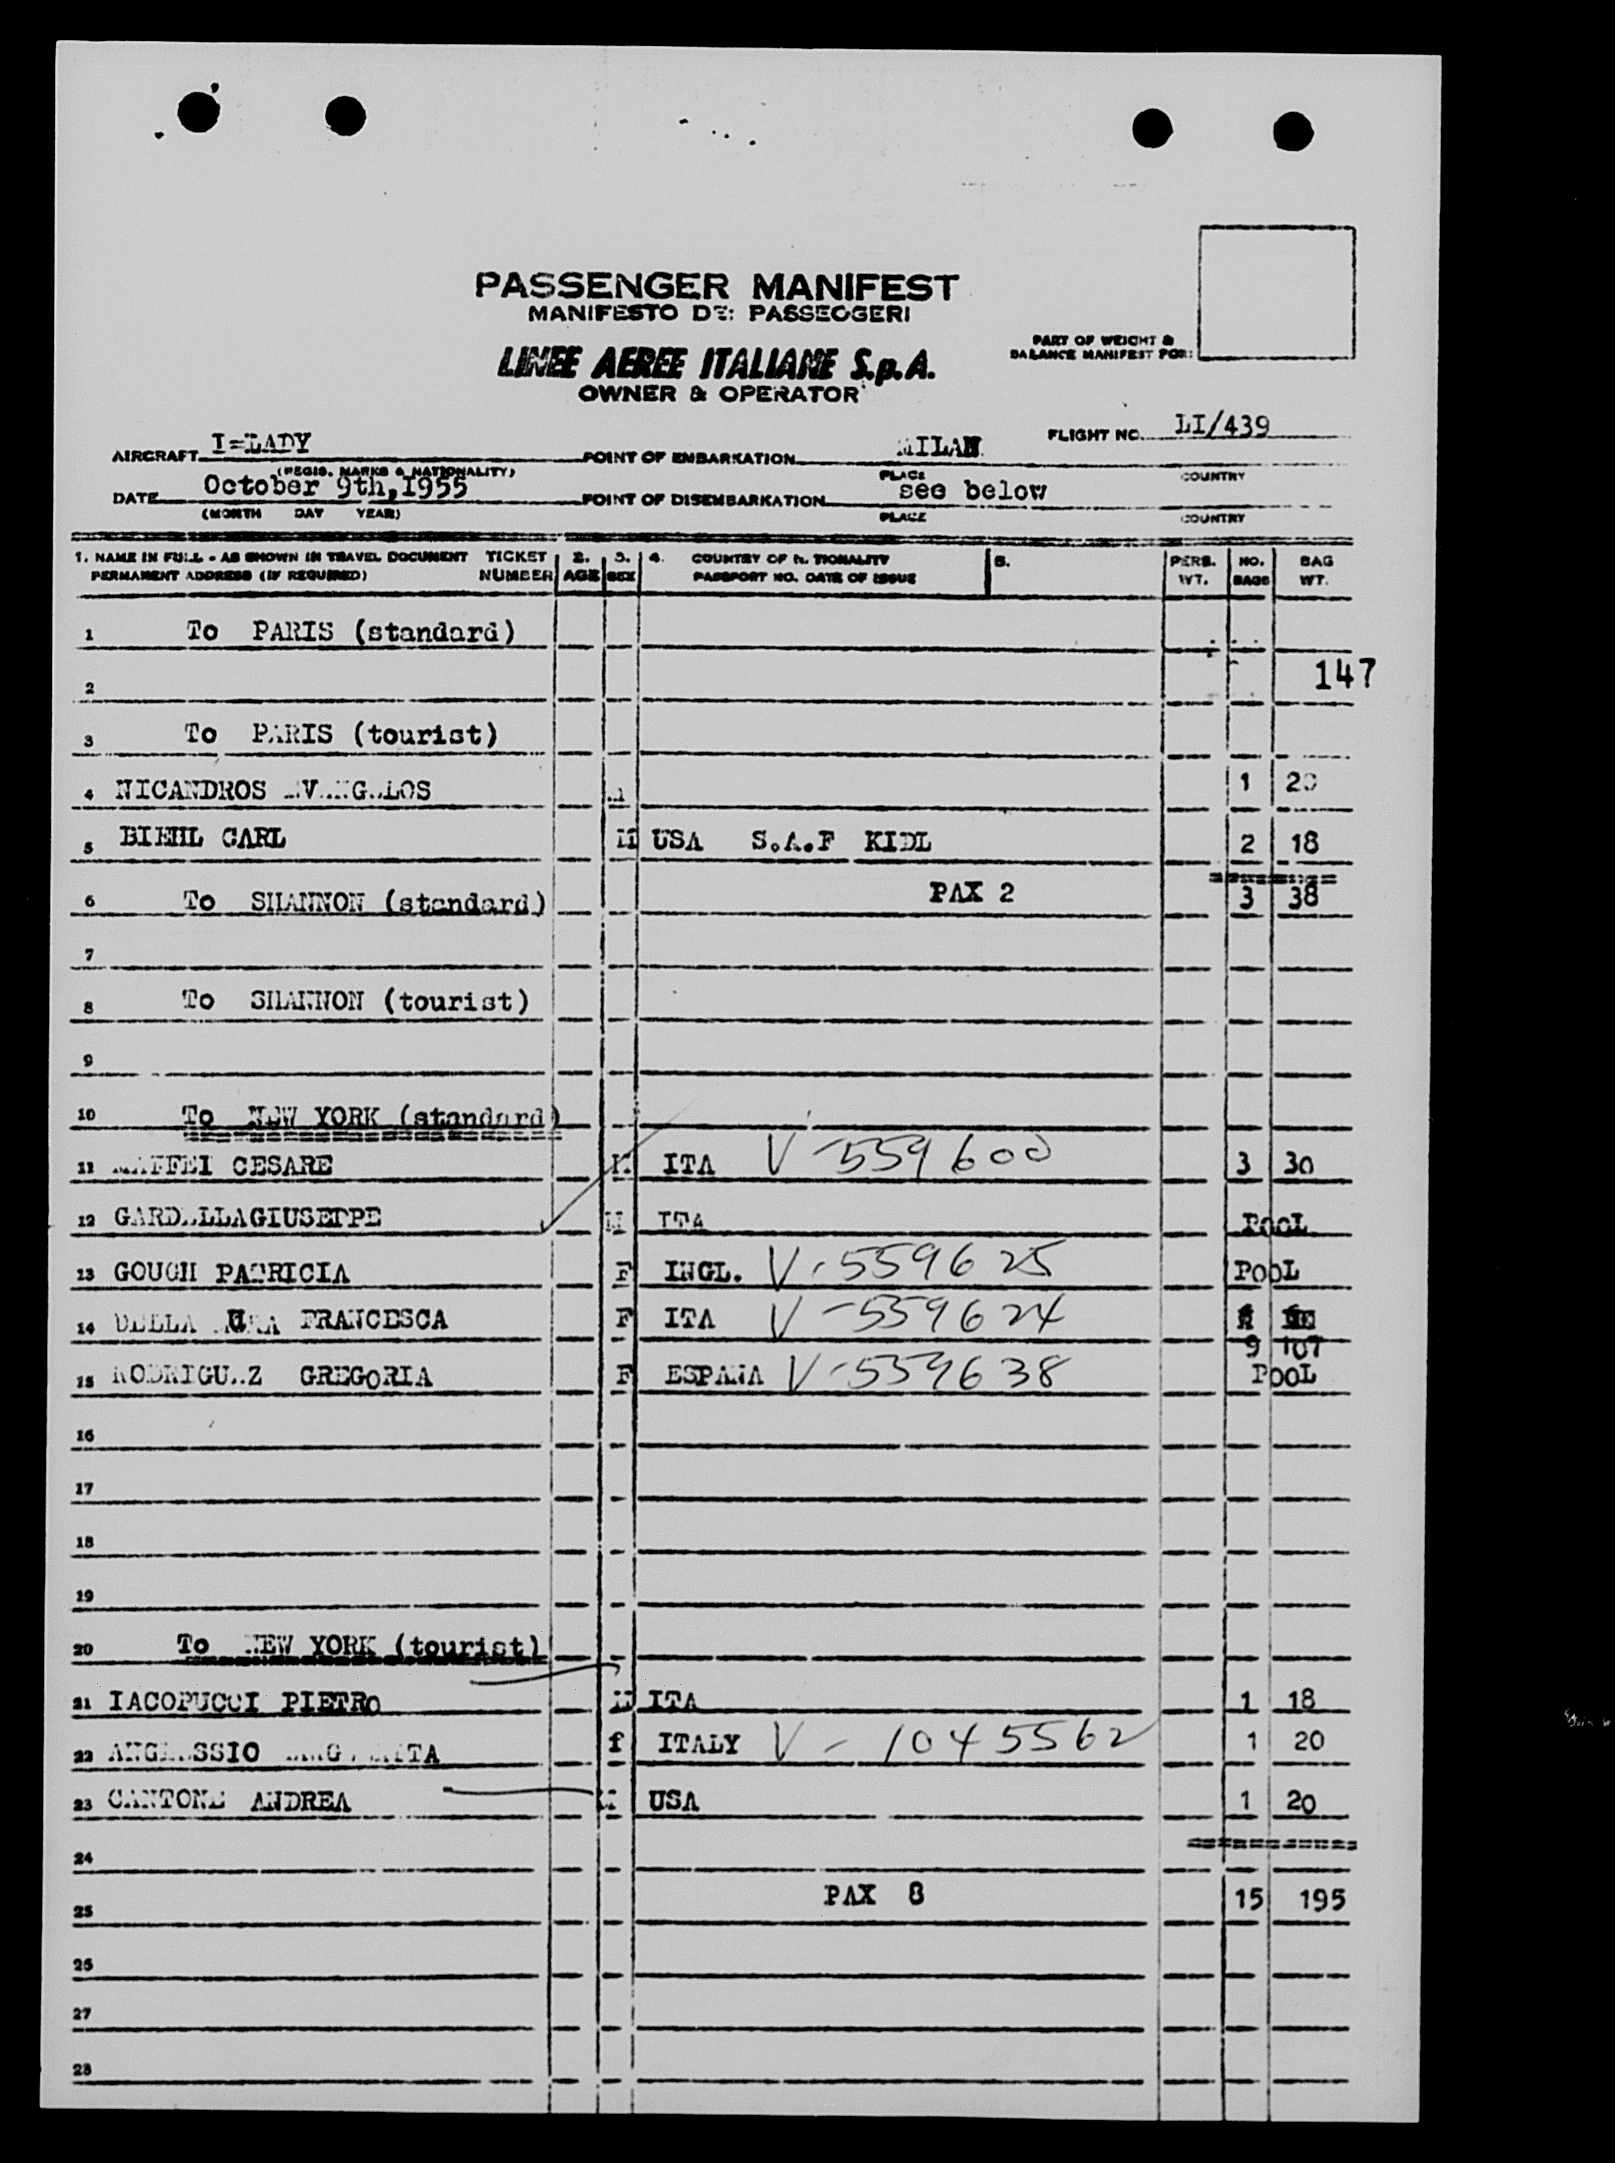 PASSENGER MANIFEST
MANIFESTO DEI PASSEGGERI
LINEE AEREE ITALIANE S.p.A.
OWNER & OPERATOR
PART OF WEIGHT &
BALANCE MANIFEST FOR:
AIRCRAFT I-LADY POINT OF EMBARKATION MILAN FLIGHT NO. LI/439
(REGIS. MARKS & NATIONALITY) PLACE COUNTRY
DATE October 9th,1955 POINT OF DISEMBARKATION see below
(MONTH DAY YEAR) PLACE COUNTRY
1. NAME IN FULL - AS SHOWN IN TRAVEL DOCUMENT TICKET 2. 3. 4. COUNTRY OF NATIONALITY 5. PERS. NO. BAG
PERMANENT ADDRESS (IF REQUIRED) NUMBER AGE SEX PASSPORT NO. DATE OF ISSUE WT. BAGS WT.
1 To PARIS (standard)
147
2
3 To PARIS (tourist)
4 NICANDROS 1
5 BIEHL CARL M USA S.A.F KIDL 2 18
6 To SHANNON (standard) PAX 2 3 38
7
8 To SHANNON (tourist)
9
10 To NEW YORK (standard)
11 MAFFEI CESARE M ITA V-559600 3 30
12 GARDELLAGIUSEPPE M ITA PooL
13 GOUGH PATRICIA F INGL. V-559625 POOL
14 DELLA FRANCESCA F ITA V-559624
9 107
15 RODRIGUEZ GREGORIA F ESPANA V-559638 POOL
16
17
18
19
20 To NEW YORK (tourist)
21 IACOPUCCI PIETRO M ITA 1 18
22 f ITALY V-1045562 1 20
23 CANTONE ANDREA M USA 1 20
24
25 PAX 8 15 195
26
27
28